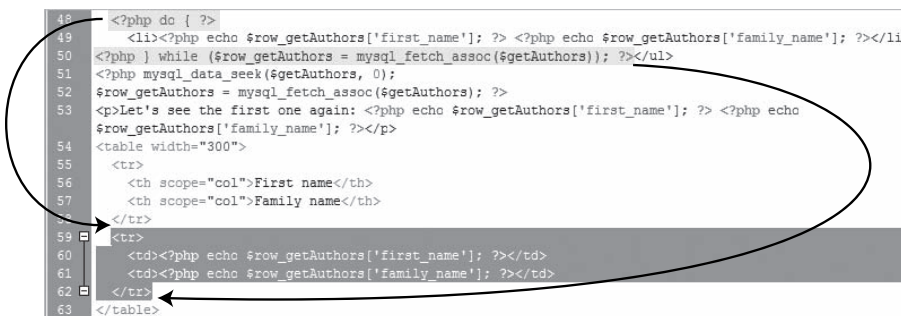 48 <?php do { ?>
49 <li><?php echo $row_getAuthors['first_name']; ?> <?php echo $row_getAuthors['family_name']; ?></li
50 <?php } while ($row_getAuthors = mysql_fetch_assoc($getAuthors)); ?></ul>
51 <?php mysql_data_seek($getAuthors, 0);
52 $row_getAuthors = mysql_fetch_assoc($getAuthors); ?>
53 <p>Let's see the first one again: <?php echo $row_getAuthors['first_name']; ?> <?php echo
$row_getAuthors['family_name']; ?></p>
54 <table width="300">
55 <tr>
56 <th scope="col">First name</th>
57 <th scope="col">Family name</th>
58 </tr>
59 <tr>
60 <td><?php echo $row_getAuthors['first_name']; ?></td>
61 <td><?php echo $row_getAuthors['family_name']; ?></td>
62 </tr>
63 </table>